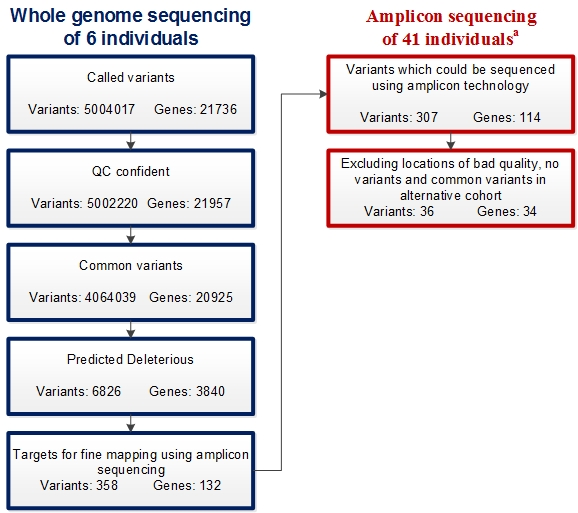 Whole genome sequencing
of 6 individuals
Called variants
Variants: 5004017 Genes: 21736
QC confident
Variants: 5002220 Genes: 21957
Common variants
Variants: 4064039 Genes: 20925
Predicted Deleterious
Variants: 6826 Genes: 3840
Targets for fine mapping using amplicon
sequencing
Variants: 358 Genes: 132
Amplicon sequencing
of 41 individualsᵃ
Variants which could be sequenced
using amplicon technology
Variants: 307 Genes: 114
Excluding locations of bad quality, no
variants and common variants in
alternative cohort
Variants: 36 Genes: 34